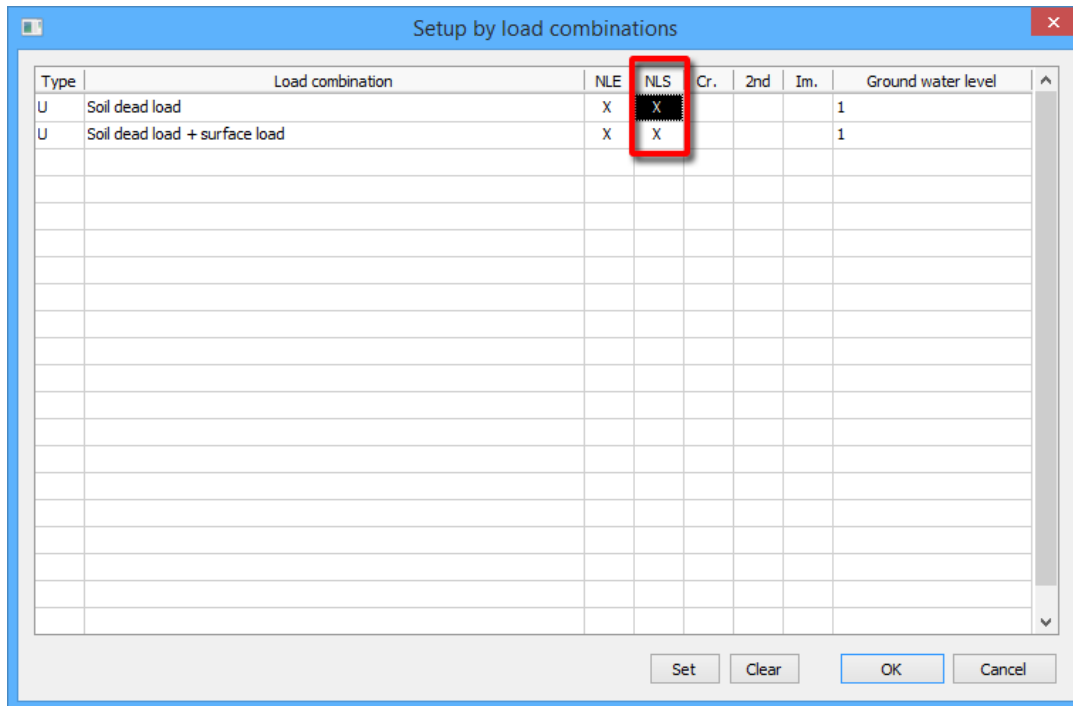 Setup by load combinations
Type Load combination NLE NLS Cr. 2nd Im. Ground water level
U Soil dead load X X 1
U Soil dead load + surface load X X 1
Set Clear OK Cancel